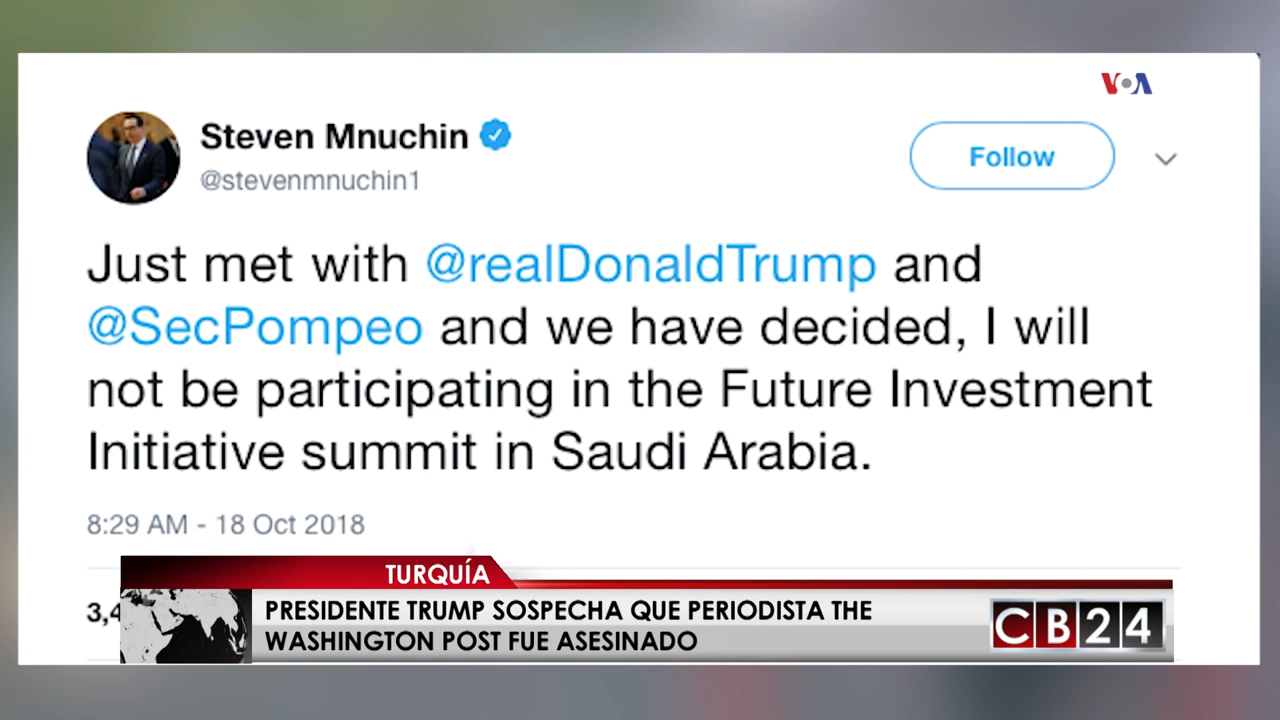 VOA
Steven Mnuchin
@stevenmnuchin1
Follow
Just met with @realDonaldTrump and
@SecPompeo and we have decided, I will
not be participating in the Future Investment
Initiative summit in Saudi Arabia.
8:29 AM - 18 Oct 2018
TURQUÍA
PRESIDENTE TRUMP SOSPECHA QUE PERIODISTA THE
WASHINGTON POST FUE ASESINADO
CB24